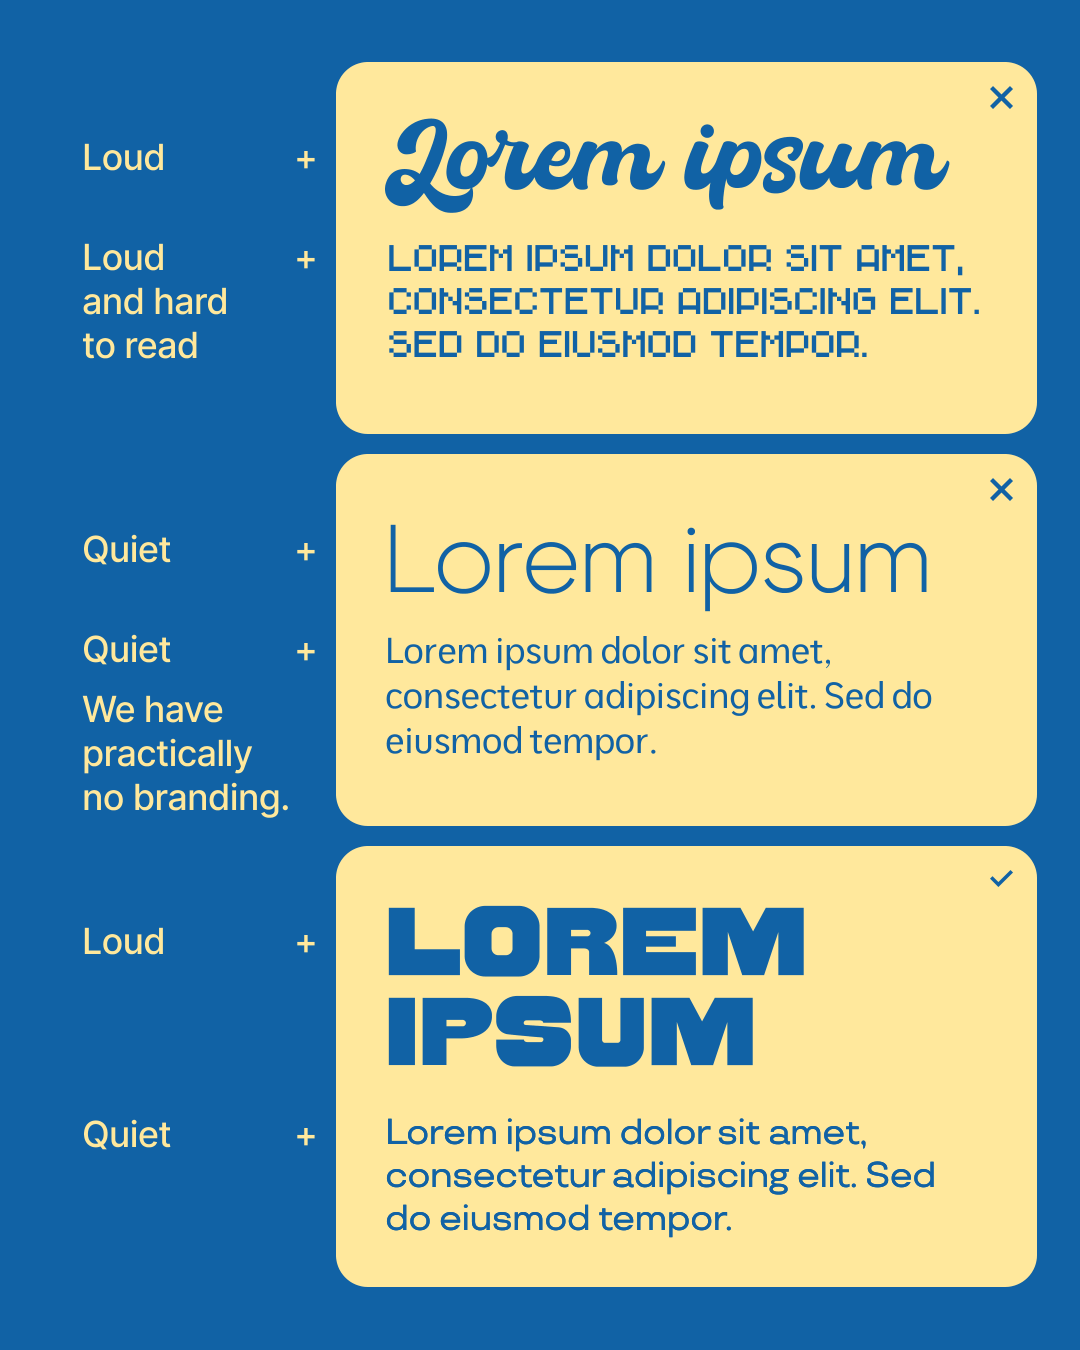 Loud +
Lorem ipsum
Loud +
and hard
to read
LOREM IPSUM DOLOR SIT AMET,
CONSECTETUR ADIPISCING ELIT.
SED DO EIUSMOD TEMPOR.
Quiet +
Lorem ipsum
Quiet +
We have
practically
no branding.
Lorem ipsum dolor sit amet,
consectetur adipiscing elit. Sed do
eiusmod tempor.
Loud +
LOREM
IPSUM
Quiet +
Lorem ipsum dolor sit amet,
consectetur adipiscing elit. Sed
do eiusmod tempor.